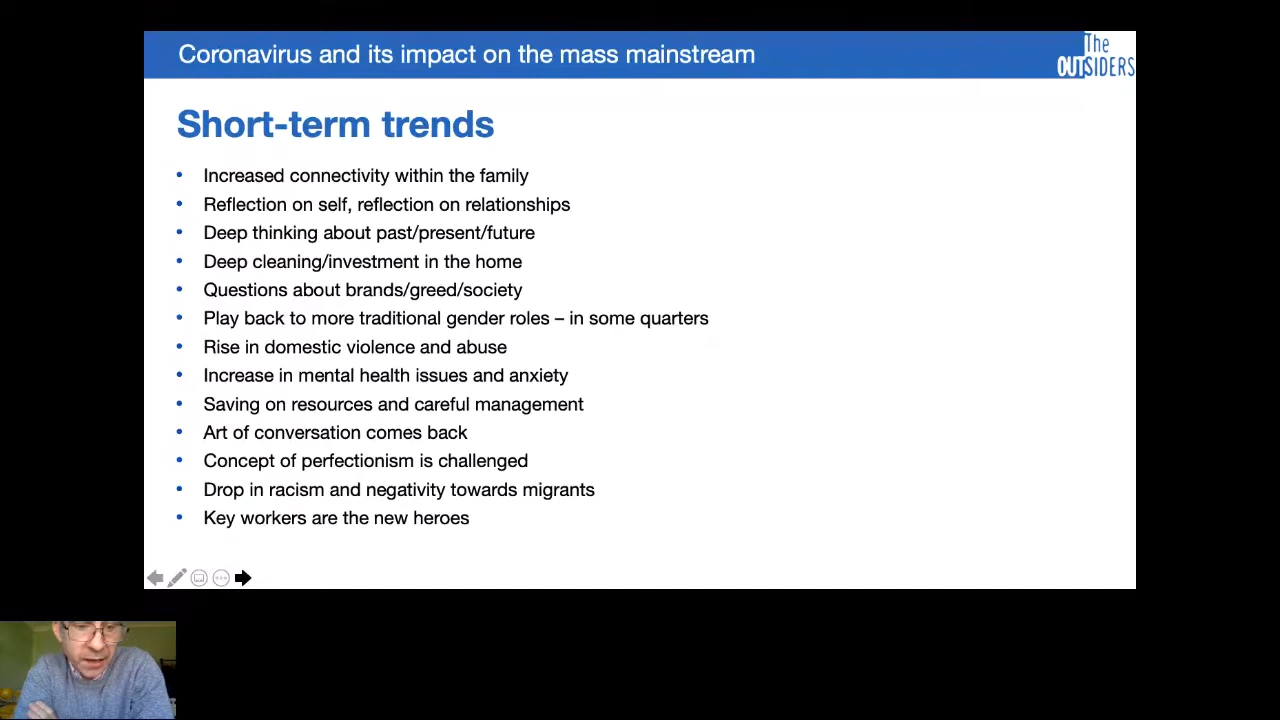 Coronavirus and its impact on the mass mainstream
The
OUTSIDERS
Short-term trends
• Increased connectivity within the family
• Reflection on self, reflection on relationships
• Deep thinking about past/present/future
• Deep cleaning/investment in the home
• Questions about brands/greed/society
• Play back to more traditional gender roles – in some quarters
• Rise in domestic violence and abuse
• Increase in mental health issues and anxiety
• Saving on resources and careful management
• Art of conversation comes back
• Concept of perfectionism is challenged
• Drop in racism and negativity towards migrants
• Key workers are the new heroes